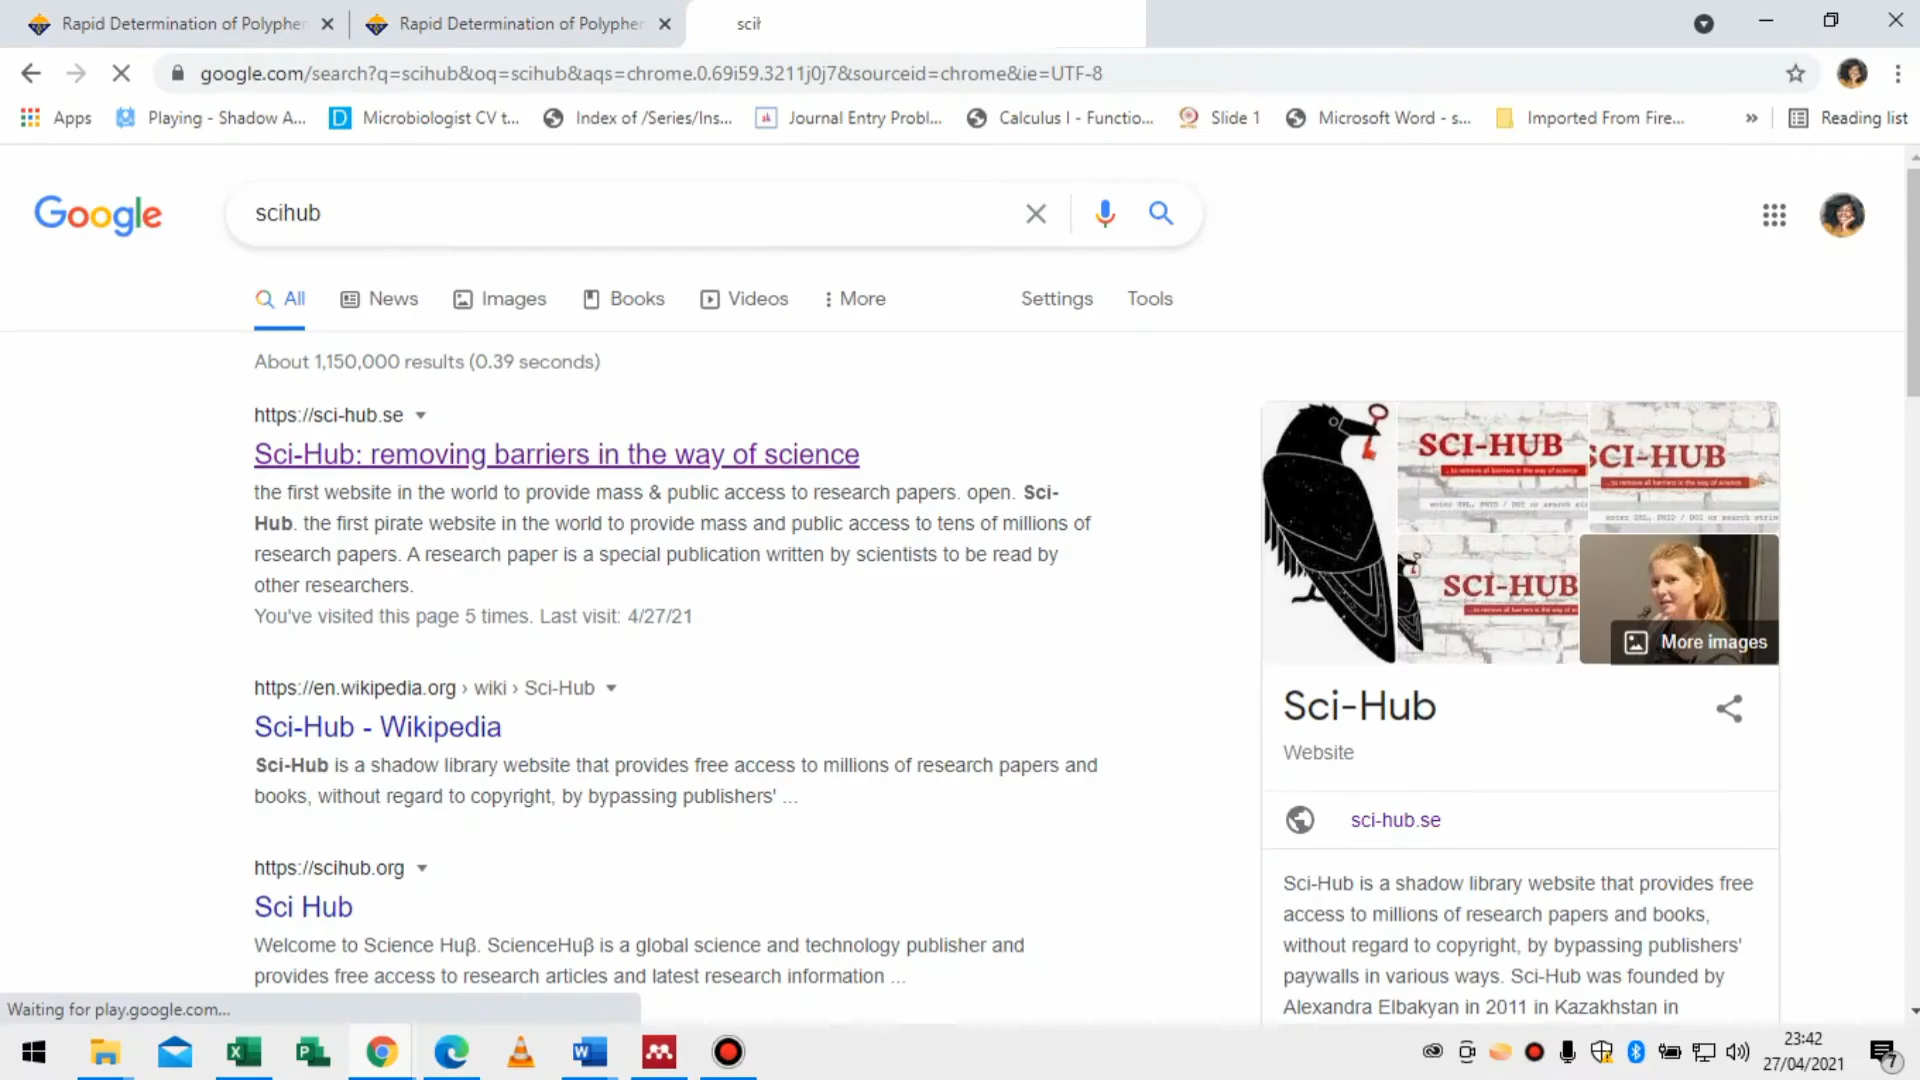 Rapid Determination of Polyphe
Rapid Determination of Polyphe
scih
google.com/search?q=scihub&oq=scihub&aqs=chrome.0.69i59.3211j0j7&sourceid=chrome&ie=UTF-8
Apps Playing - Shadow A... Microbiologist CV t... Index of /Series/Ins... Journal Entry Probl... Calculus I - Functio... Slide 1 Microsoft Word - s... Imported From Fire... » Reading list
Google
scihub
All News Images Books Videos More Settings Tools
About 1,150,000 results (0.39 seconds)
https://sci-hub.se
Sci-Hub: removing barriers in the way of science
the first website in the world to provide mass & public access to research papers. open. Sci-
Hub. the first pirate website in the world to provide mass and public access to tens of millions of
research papers. A research paper is a special publication written by scientists to be read by
other researchers.
You've visited this page 5 times. Last visit: 4/27/21
https://en.wikipedia.org › wiki › Sci-Hub
Sci-Hub - Wikipedia
Sci-Hub is a shadow library website that provides free access to millions of research papers and
books, without regard to copyright, by bypassing publishers' ...
https://scihub.org
Sci Hub
Welcome to Science Huβ. ScienceHuβ is a global science and technology publisher and
provides free access to research articles and latest research information ...
SCI-HUB
SCI-HUB
SCI-HUB
More images
Sci-Hub
Website
sci-hub.se
Sci-Hub is a shadow library website that provides free
access to millions of research papers and books,
without regard to copyright, by bypassing publishers'
paywalls in various ways. Sci-Hub was founded by
Alexandra Elbakyan in 2011 in Kazakhstan in
Waiting for play.google.com...
23:42
27/04/2021
7